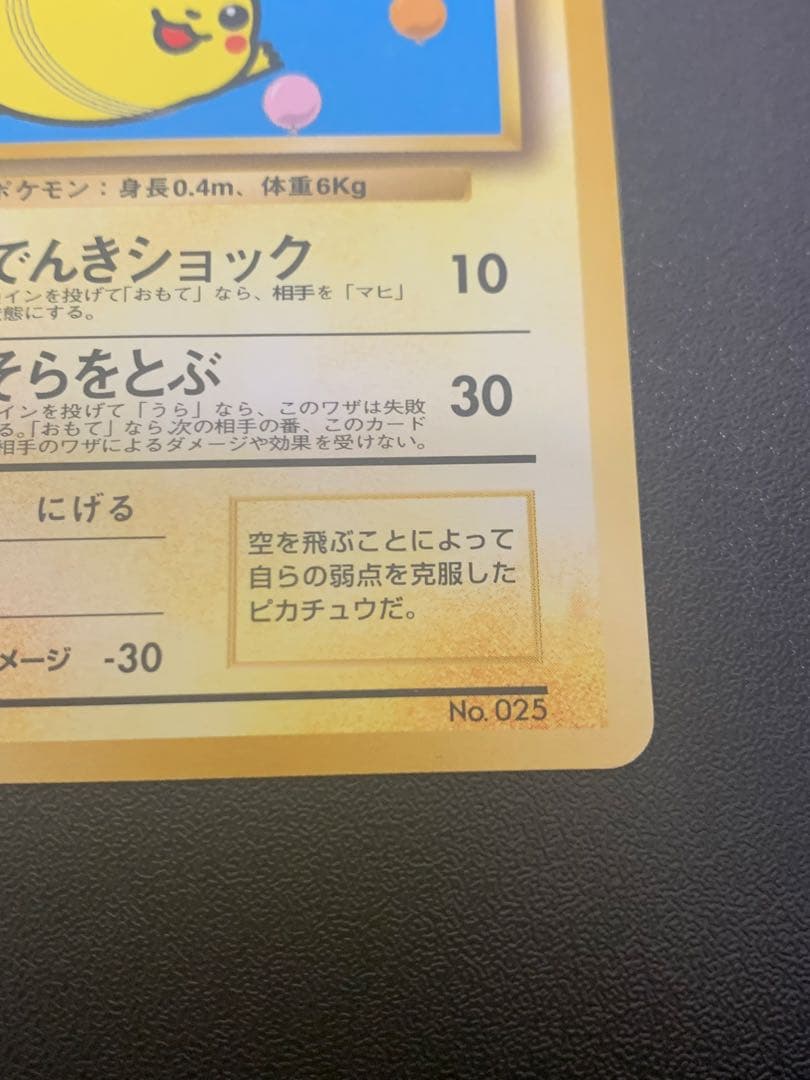 ポケモン：身長0.4m、体重6Kg
でんきショック 10
インを投げて「おもて」なら、相手を「マヒ」
態にする。
そらをとぶ 30
インを投げて「うら」なら、このワザは失敗
る。「おもて」なら、次の相手の番、このカード
相手のワザによるダメージや効果を受けない。
にげる
空を飛ぶことによって
自らの弱点を克服した
ピカチュウだ。
メージ -30
No. 025